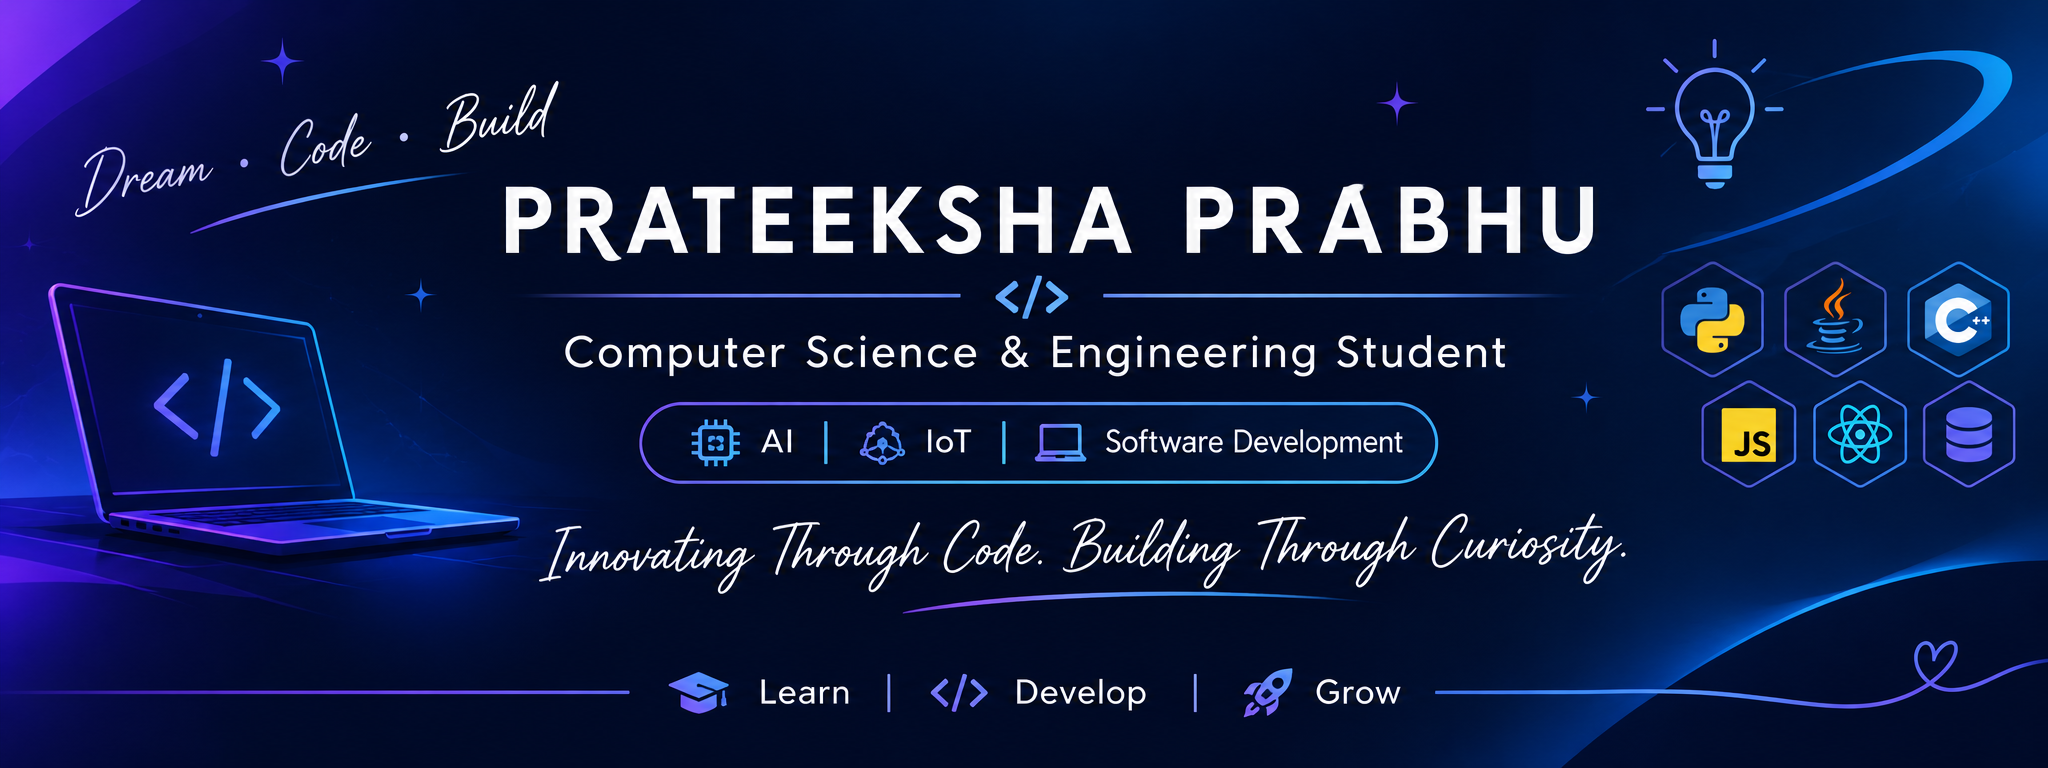 Dream • Code • Build
PRATEEKSHA PRABHU
</>
Computer Science & Engineering Student
</>
AI | IoT | Software Development
C++
JS
Innovating Through Code. Building Through Curiosity.
Learn | </> Develop | Grow